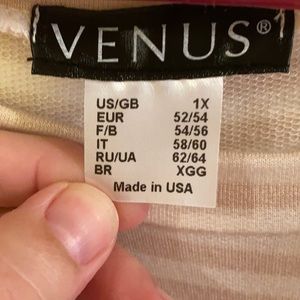 VENUS®
US/GB 1X
EUR 52/54
F/B 54/56
IT 58/60
RU/UA 62/64
BR XGG
Made in USA